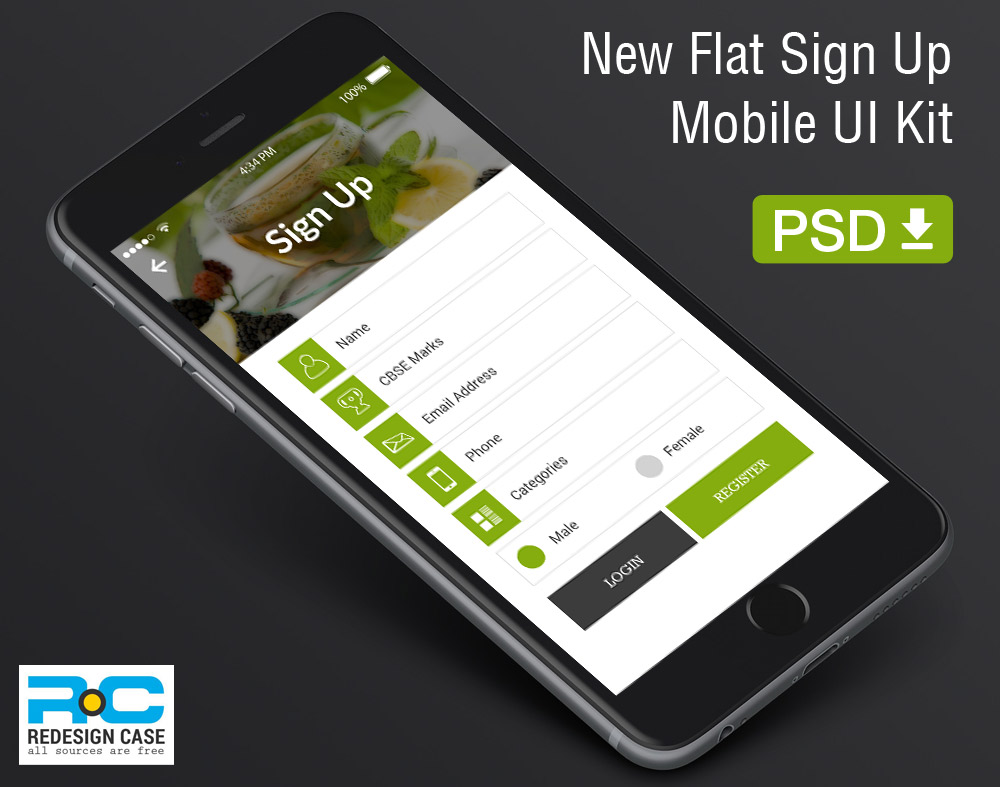 New Flat Sign Up
Mobile UI Kit
PSD
100%
4:34 PM
Sign Up
Name
CBSE Marks
Email Address
Phone
Categories
Male
Female
LOGIN
REGISTER
RC
REDESIGN CASE
all sources are free